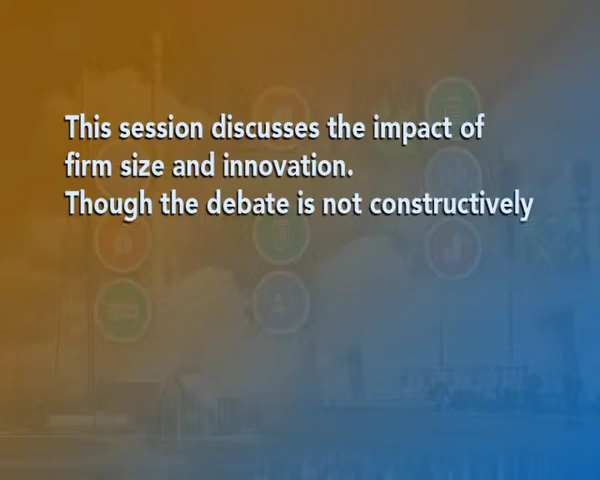 This session discusses the impact of
firm size and innovation.
Though the debate is not constructively